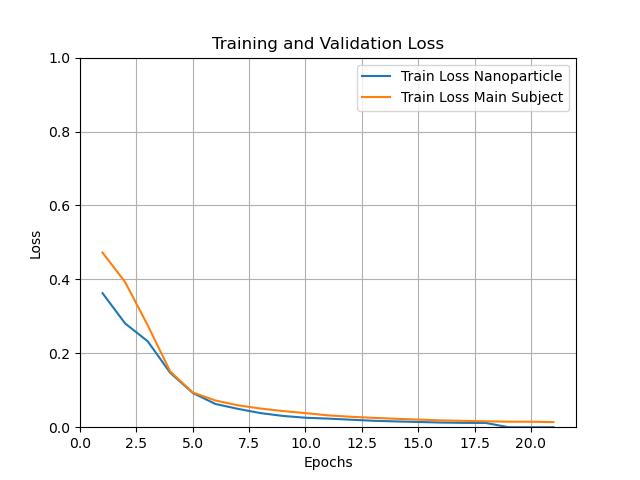 Training and Validation Loss
Train Loss Nanoparticle
Train Loss Main Subject
1.0
0.8
0.6
0.4
0.2
0.0
Loss
0.0 2.5 5.0 7.5 10.0 12.5 15.0 17.5 20.0
Epochs